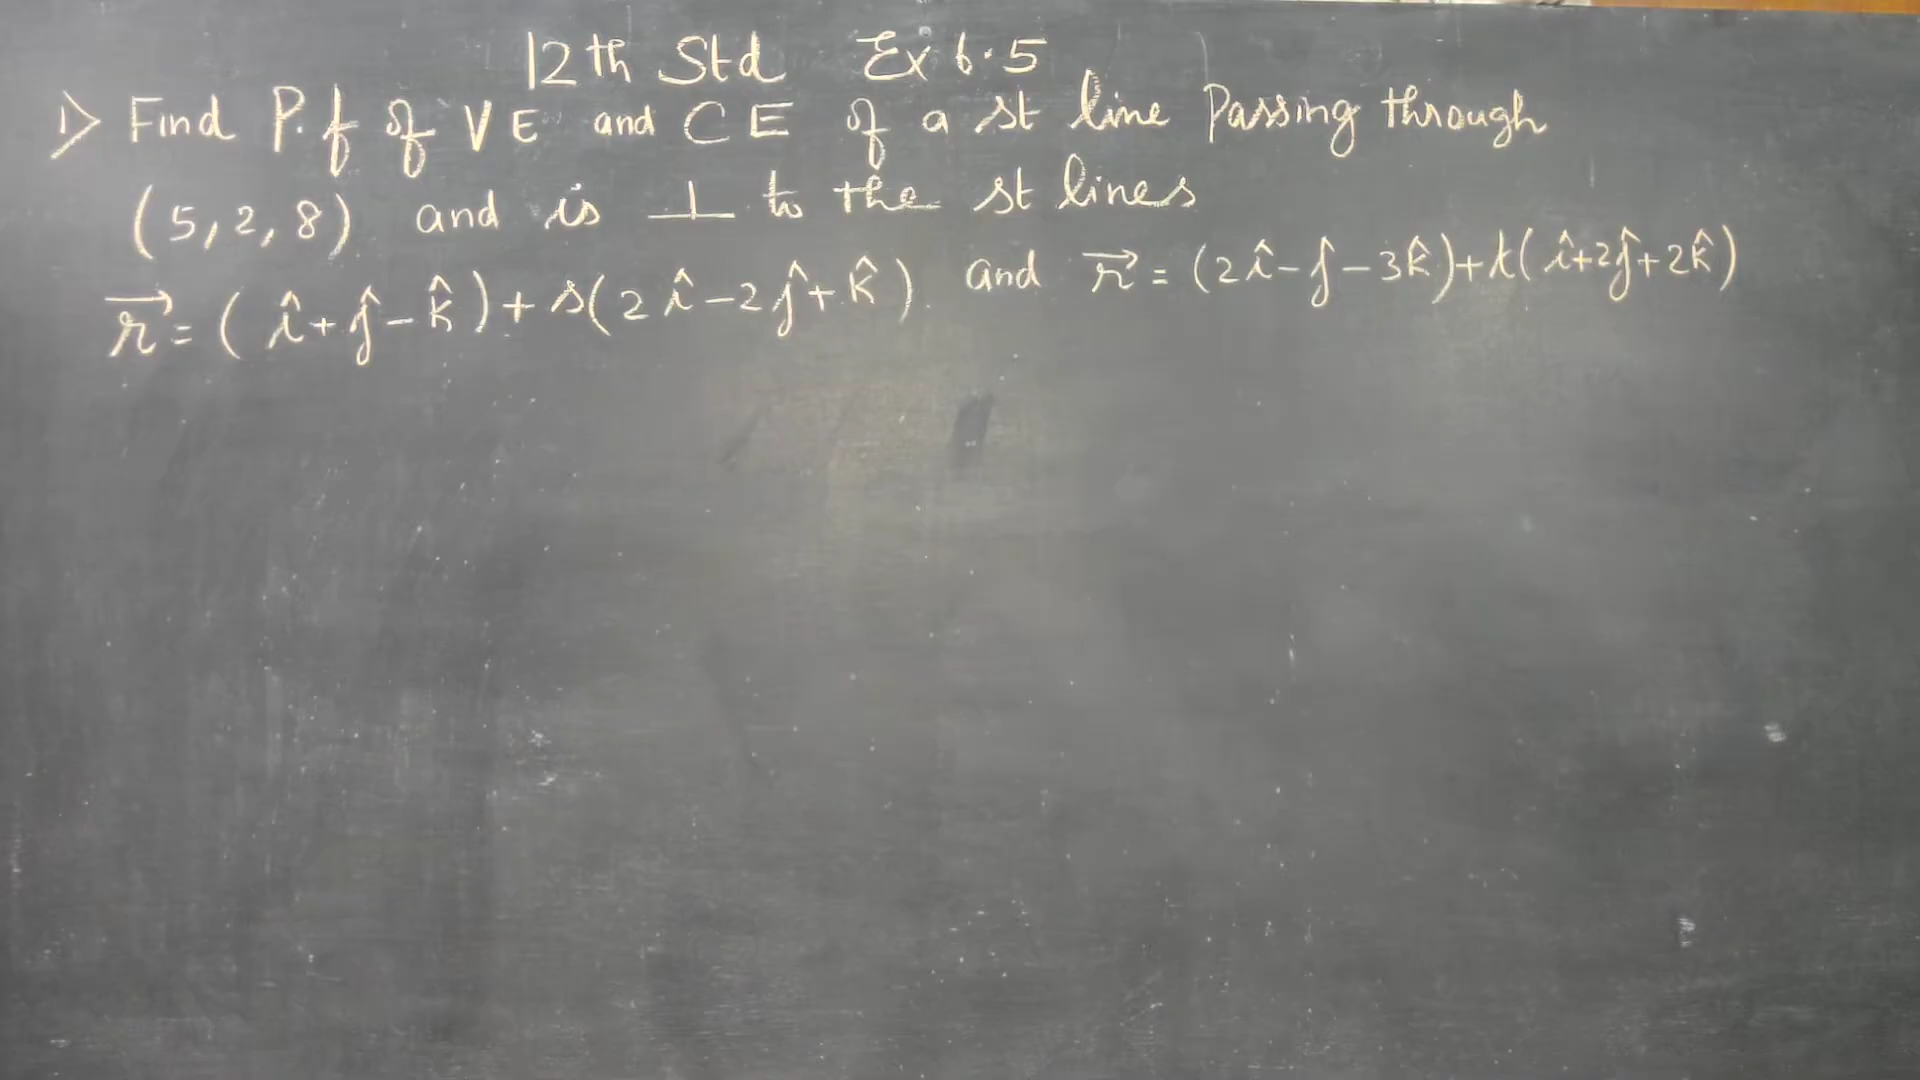 12th Std Ex 6.5
1) Find P.f of VE and CE of a st line Passing through
(5, 2, 8) and is ⊥ to the st lines
r⃗ = (î+ĵ−k̂)+s(2î−2ĵ+k̂) and r⃗ = (2î−ĵ−3k̂)+t(î+2ĵ+2k̂)